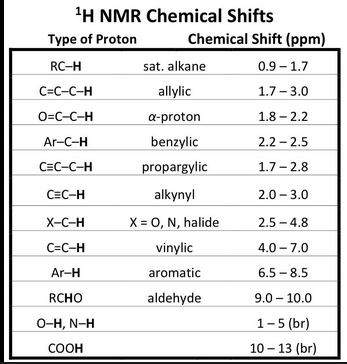 ¹H NMR Chemical Shifts
Type of Proton Chemical Shift (ppm)
RC–H sat. alkane 0.9 – 1.7
C=C–C–H allylic 1.7 – 3.0
O=C–C–H α-proton 1.8 – 2.2
Ar–C–H benzylic 2.2 – 2.5
C≡C–C–H propargylic 1.7 – 2.8
C≡C–H alkynyl 2.0 – 3.0
X–C–H X = O, N, halide 2.5 – 4.8
C=C–H vinylic 4.0 – 7.0
Ar–H aromatic 6.5 – 8.5
RCHO aldehyde 9.0 – 10.0
O–H, N–H 1 – 5 (br)
COOH 10 – 13 (br)